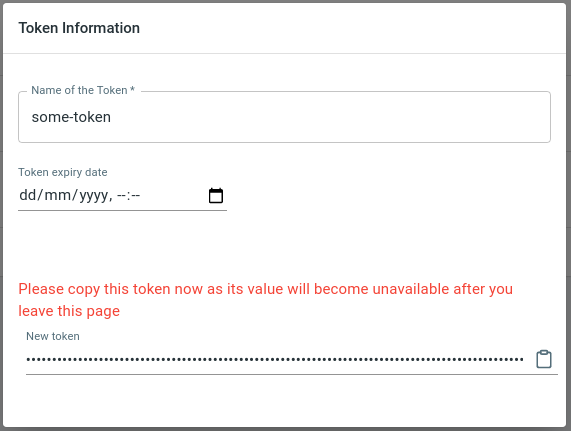 Token Information
Name of the Token *
some-token
Token expiry date
dd/mm/yyyy, --:--
Please copy this token now as its value will become unavailable after you
leave this page
New token